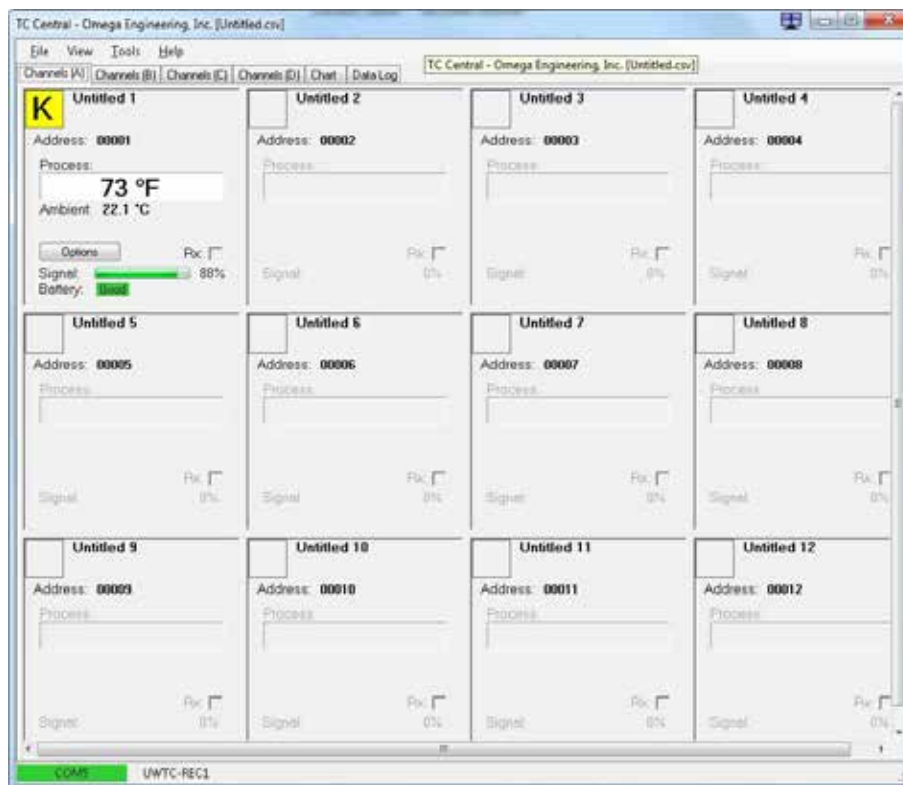 TC Central - Omega Engineering, Inc. [Untitled.csv]
File View Tools Help
TC Central - Omega Engineering, Inc. [Untitled.csv]
Channels (A) Channels (B) Channels (C) Channels (D) Chart Data Log
K Untitled 1
Address: 00001
Process:
73 °F
Ambient 22.1 °C
Options Rx:
Signal: 88%
Battery: Good
Untitled 2
Address: 00002
Process:
Rx:
Signal: 0%
Untitled 3
Address: 00003
Process:
Rx:
Signal: 0%
Untitled 4
Address: 00004
Process:
Rx:
Signal: 0%
Untitled 5
Address: 00005
Process:
Rx:
Signal: 0%
Untitled 6
Address: 00006
Process:
Rx:
Signal: 0%
Untitled 7
Address: 00007
Process:
Rx:
Signal: 0%
Untitled 8
Address: 00008
Process:
Rx:
Signal: 0%
Untitled 9
Address: 00009
Process:
Rx:
Signal: 0%
Untitled 10
Address: 00010
Process:
Rx:
Signal: 0%
Untitled 11
Address: 00011
Process:
Rx:
Signal: 0%
Untitled 12
Address: 00012
Process:
Rx:
Signal: 0%
COM5 UWTC-REC1